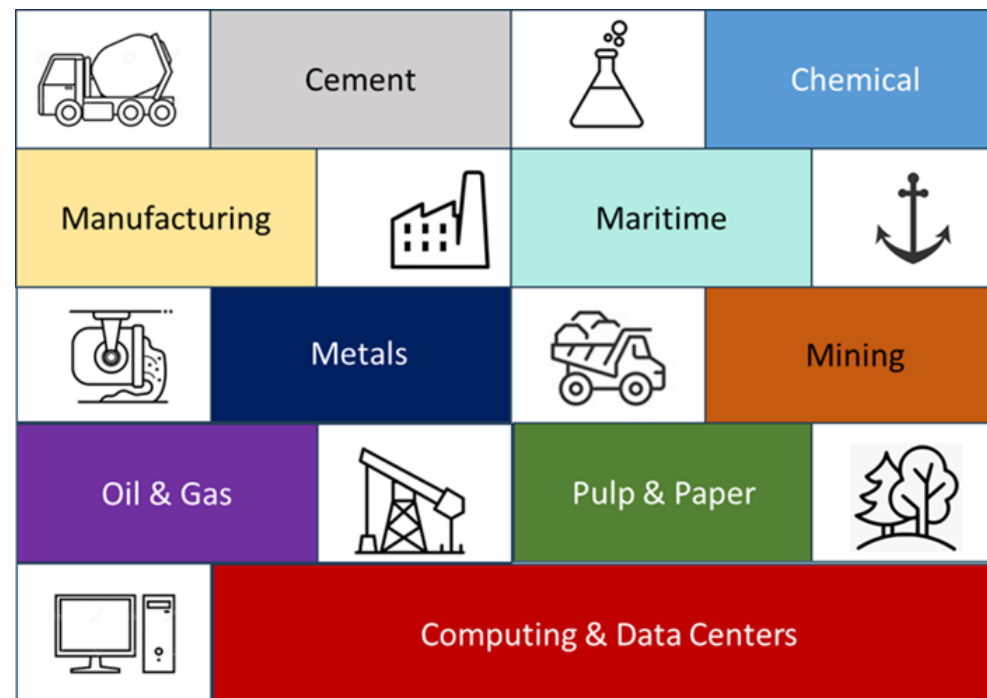 Cement
Chemical
Manufacturing
Maritime
Metals
Mining
Oil & Gas
Pulp & Paper
Computing & Data Centers